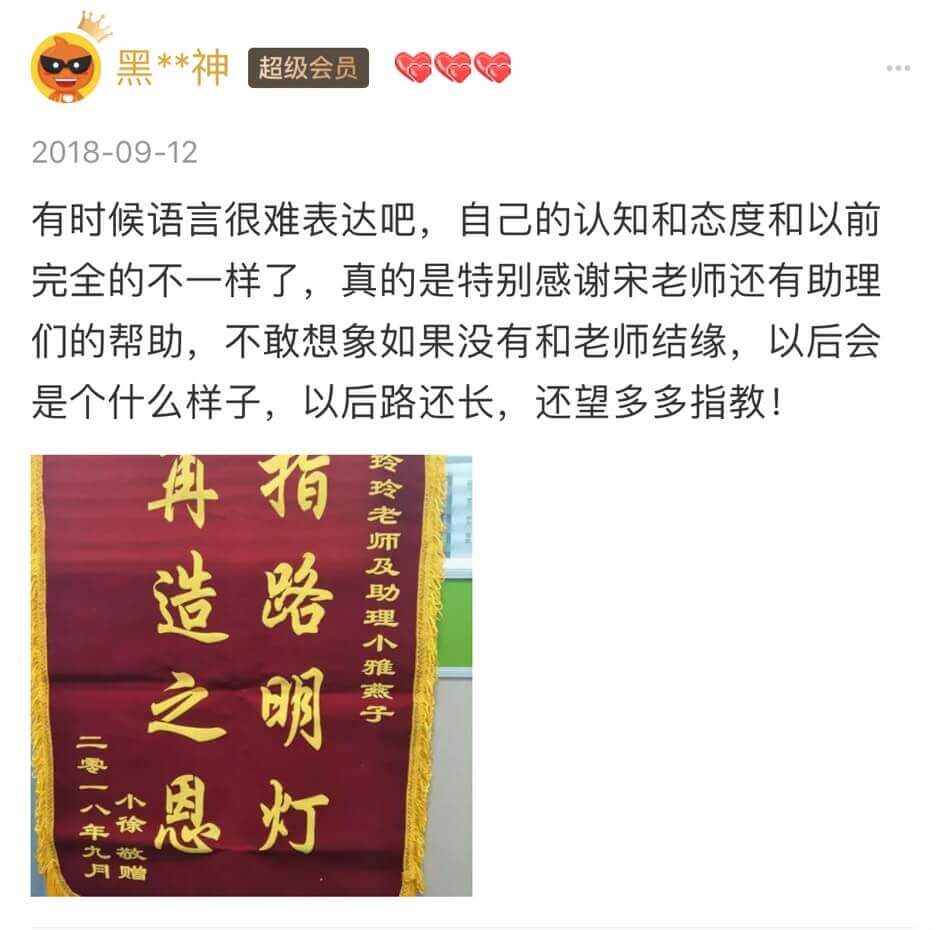 黑**神 超级会员
2018-09-12
有时候语言很难表达吧，自己的认知和态度和以前
完全的不一样了，真的是特别感谢宋老师还有助理
们的帮助，不敢想象如果没有和老师结缘，以后会
是个什么样子，以后路还长，还望多多指教！
玲玲老师及助理小雅燕子
指路明灯
再造之恩
小徐 敬赠
二零一八年九月